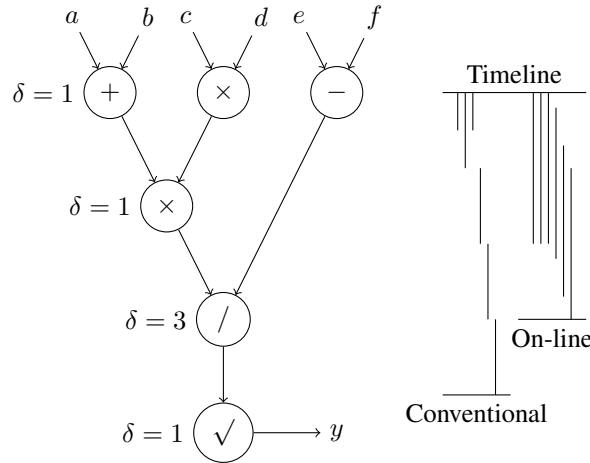 a b c d e f
Timeline
δ = 1 + × −
δ = 1 ×
δ = 3 /
On-line
Conventional
δ = 1 √ y